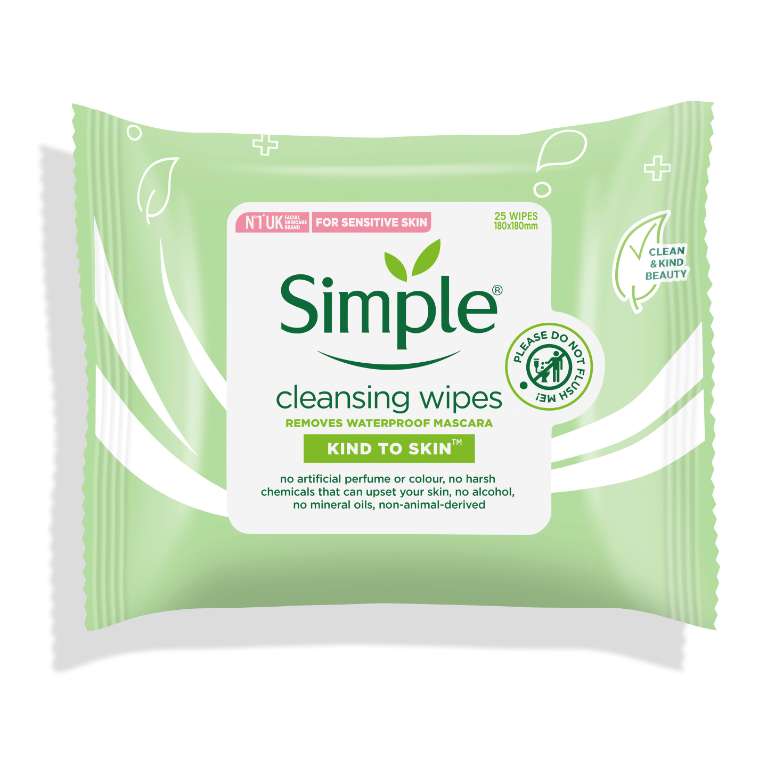 N°1 UK FACIAL SKINCARE BRAND FOR SENSITIVE SKIN
25 WIPES
180x180mm
CLEAN
& KIND
BEAUTY
Simple®
PLEASE DO NOT FLUSH ME!
cleansing wipes
REMOVES WATERPROOF MASCARA
KIND TO SKIN™
no artificial perfume or colour, no harsh
chemicals that can upset your skin, no alcohol,
no mineral oils, non-animal-derived